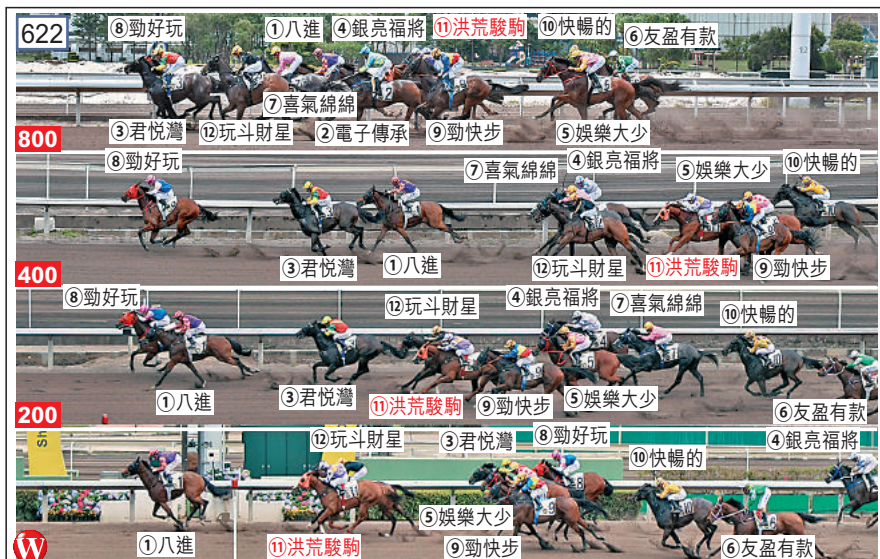 622
⑧勁好玩 ①八進 ④銀亮福將 ⑪洪荒駿駒 ⑩快暢的 ⑥友盈有款
⑦喜氣綿綿
③君悦灣 ⑫玩斗財星 ②電子傳承 ⑨勁快步 ⑤娛樂大少
800
⑧勁好玩 ⑦喜氣綿綿 ④銀亮福將 ⑤娛樂大少 ⑩快暢的
③君悦灣 ①八進 ⑫玩斗財星 ⑪洪荒駿駒 ⑨勁快步
400
⑧勁好玩 ⑫玩斗財星 ④銀亮福將 ⑦喜氣綿綿 ⑩快暢的
①八進 ③君悦灣 ⑪洪荒駿駒 ⑨勁快步 ⑤娛樂大少 ⑥友盈有款
200
⑫玩斗財星 ③君悦灣 ⑧勁好玩 ⑩快暢的 ④銀亮福將
①八進 ⑪洪荒駿駒 ⑤娛樂大少 ⑨勁快步 ⑥友盈有款
W